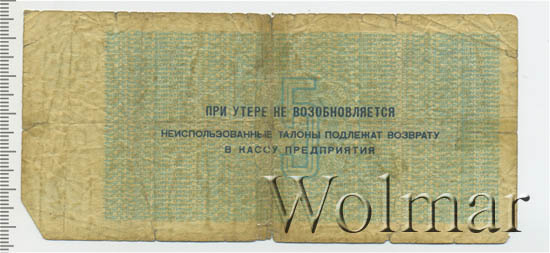 ПРИ УТЕРЕ НЕ ВОЗОБНОВЛЯЕТСЯ
НЕИСПОЛЬЗОВАННЫЕ ТАЛОНЫ ПОДЛЕЖАТ ВОЗВРАТУ
В КАССУ ПРЕДПРИЯТИЯ
Wolmar